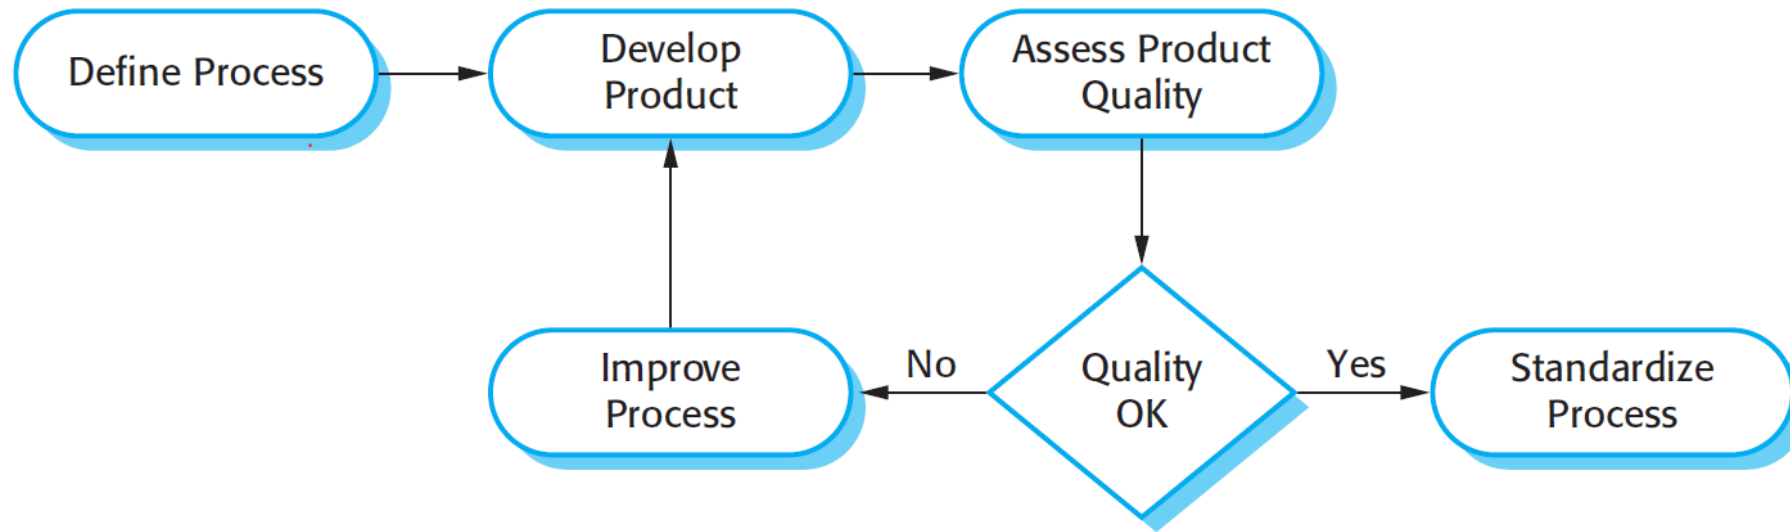 Define Process
Develop
Product
Assess Product
Quality
Improve
Process
No
Quality
OK
Yes
Standardize
Process